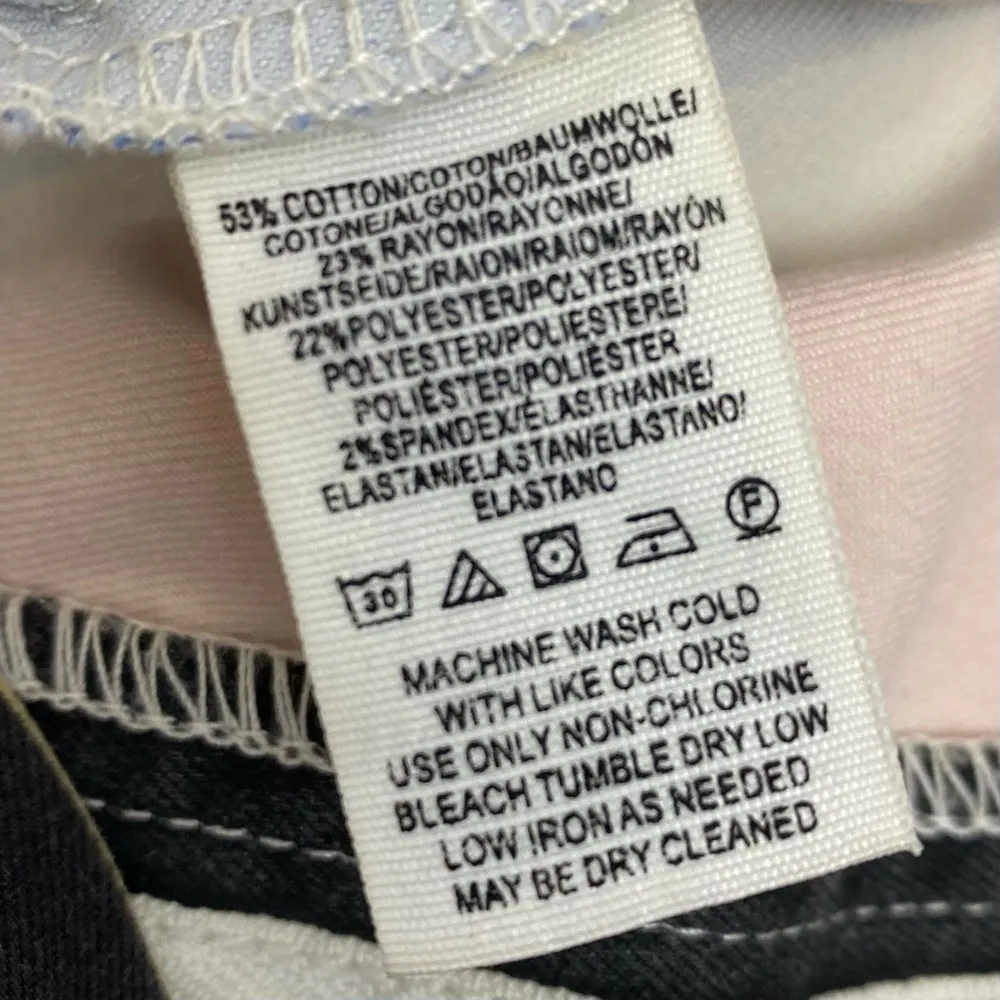 53% COTTON/COTON/BAUMWOLLE/
COTONE/ALGODÃO/ALGODÓN
23% RAYON/RAYONNE/
KUNSTSEIDE/RAION/RAIOM/RAYÓN
22%POLYESTER/POLYESTER/
POLYESTER/POLIESTERE/
POLIÉSTER/POLIÉSTER
2%SPANDEX/ÉLASTHANNE/
ELASTAN/ELASTAN/ELASTANO/
ELASTANO
30 F
MACHINE WASH COLD
WITH LIKE COLORS
USE ONLY NON-CHLORINE
BLEACH TUMBLE DRY LOW
LOW IRON AS NEEDED
MAY BE DRY CLEANED